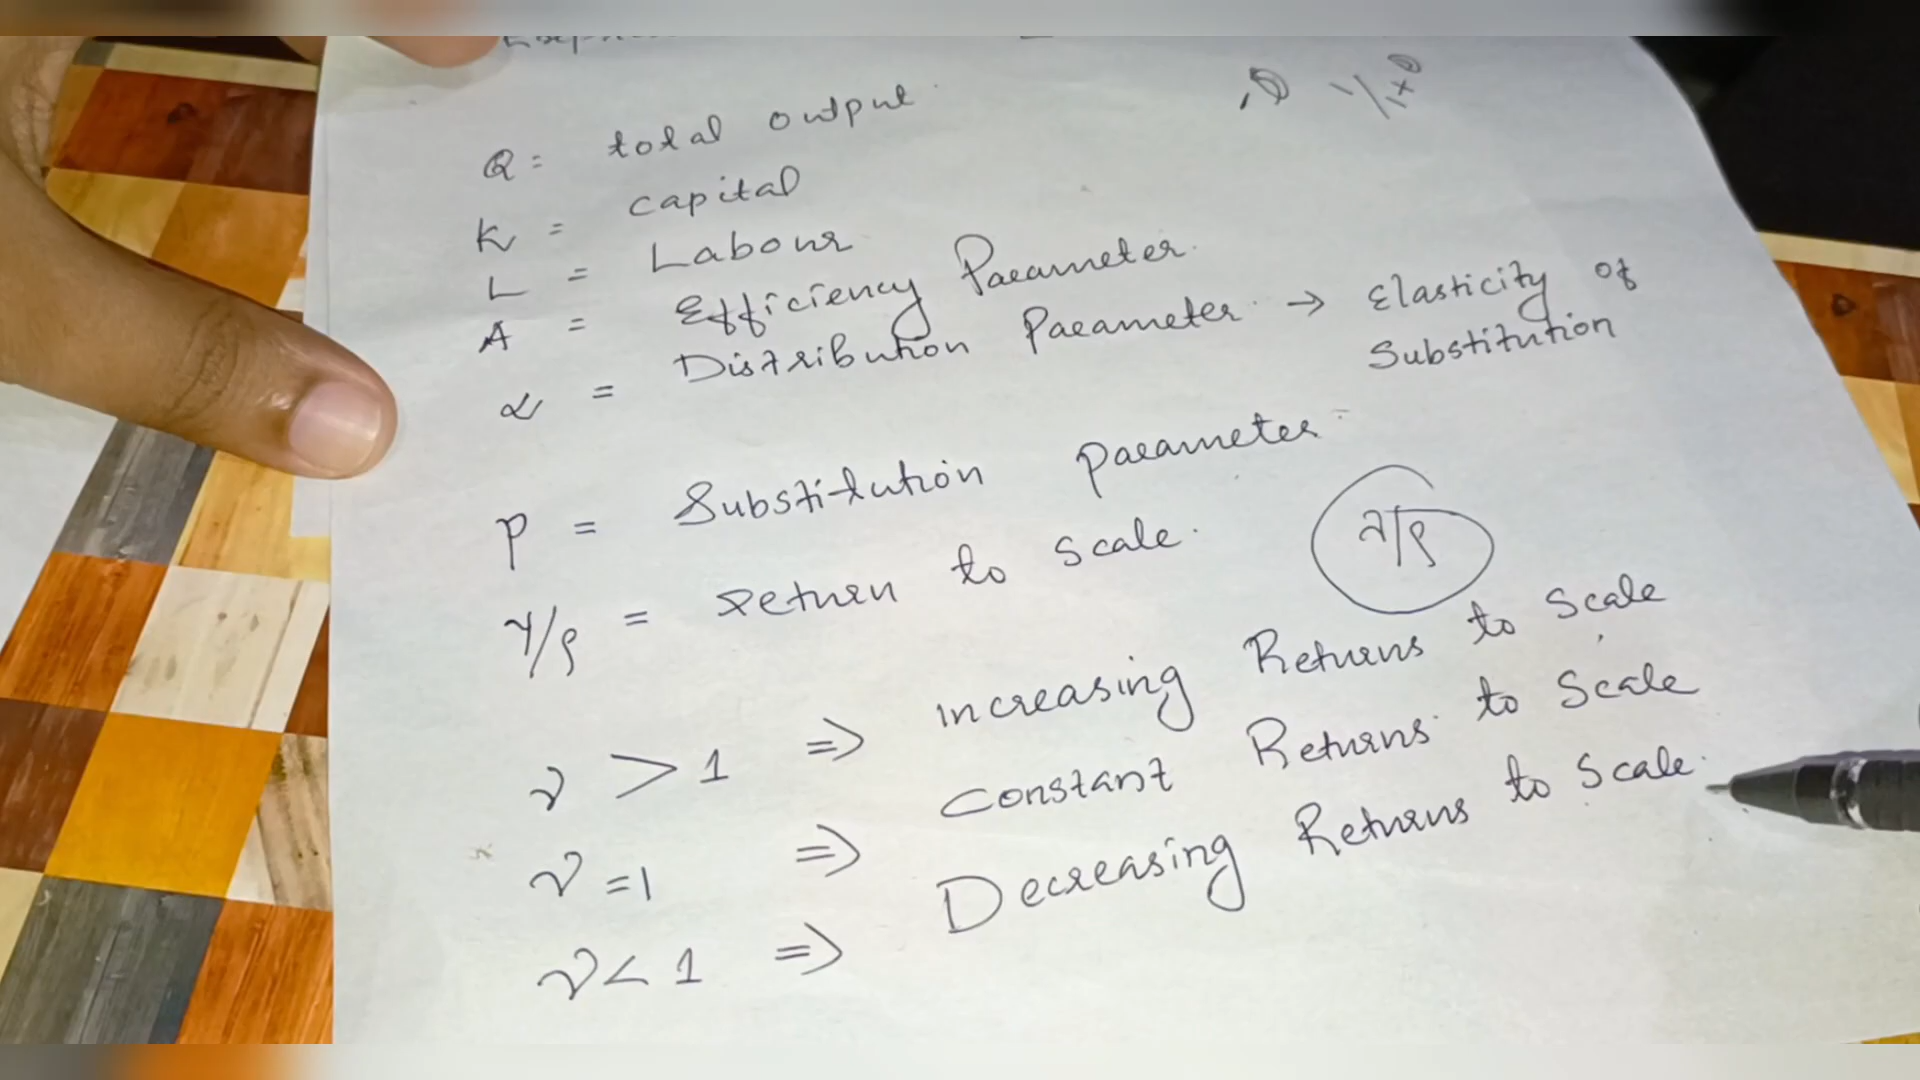 Q = total output
K = capital
L = Labour
A = Efficiency Parameter
α = Distribution Parameter → Elasticity of
Substitution
ρ = Substitution parameter
γ/ρ = return to scale.
γ/ρ
γ > 1 ⇒ increasing Returns to Scale
γ = 1 ⇒ constant Returns to Scale
γ < 1 ⇒ Decreasing Returns to Scale.